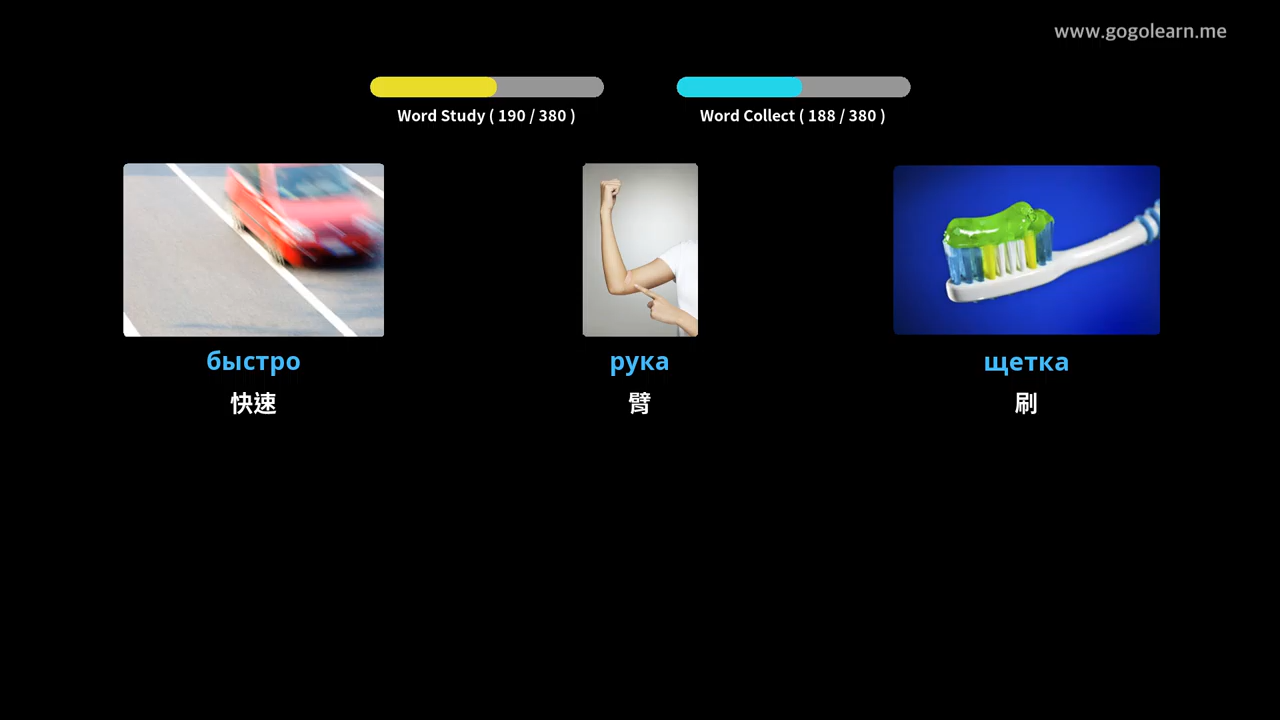 www.gogolearn.me
Word Study ( 190 / 380 )
Word Collect ( 188 / 380 )
быстро
рука
щетка
快速
臂
刷